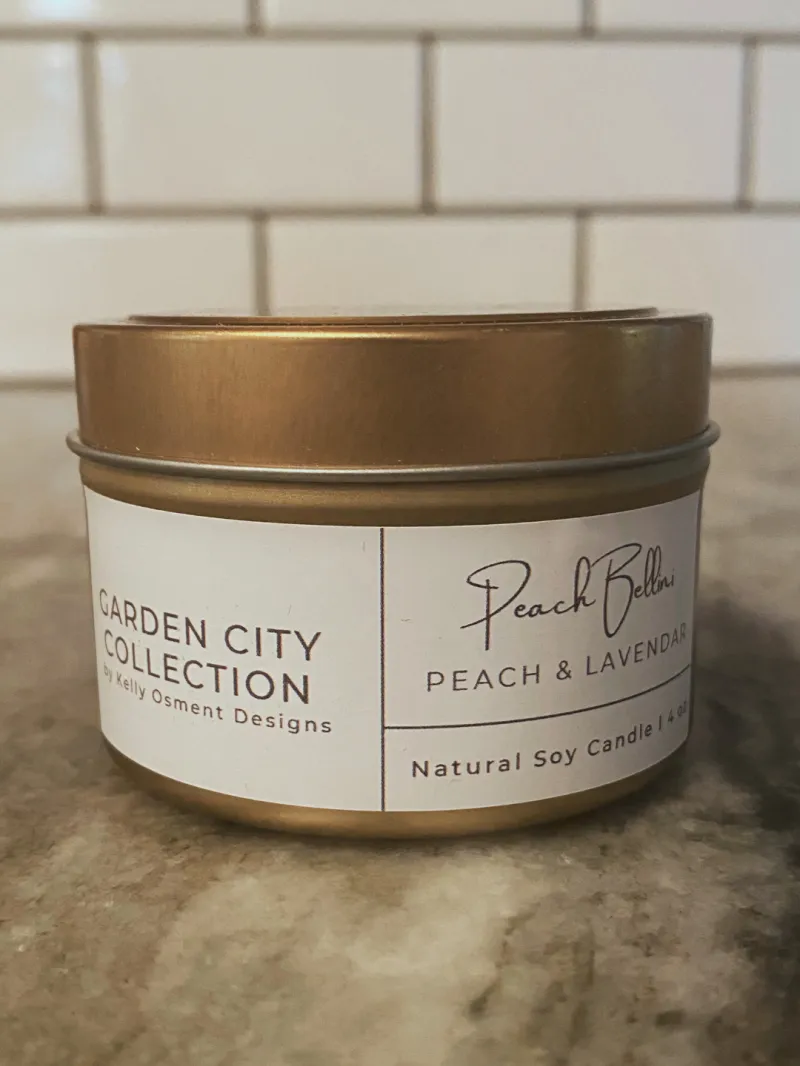 GARDEN CITY
COLLECTION
by Kelly Osment Designs
Peach Bellini
PEACH & LAVENDAR
Natural Soy Candle | 4 oz